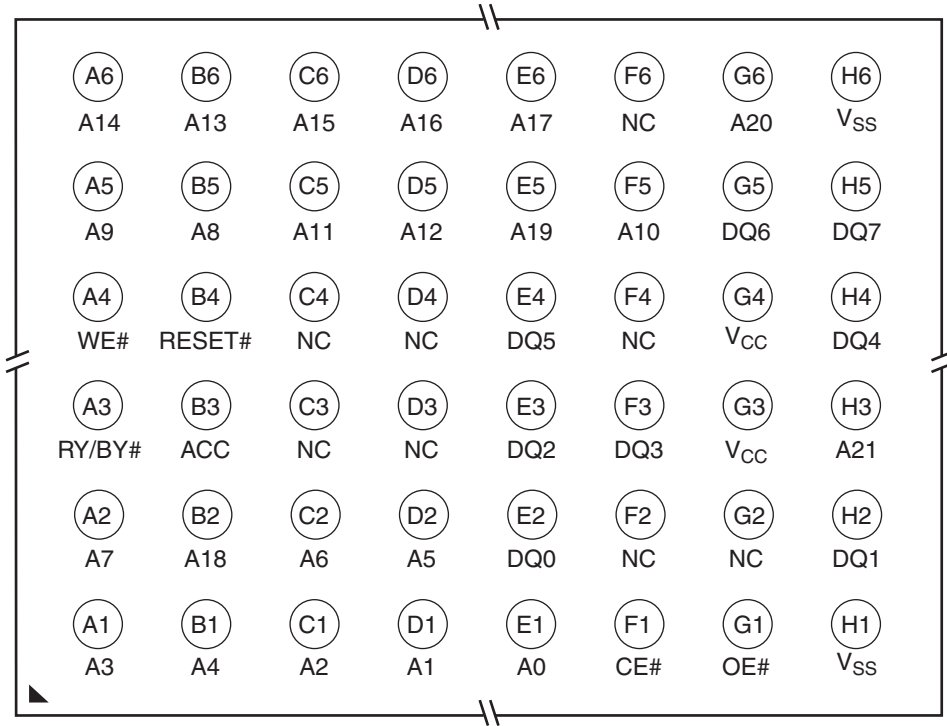 A6 B6 C6 D6 E6 F6 G6 H6
A14 A13 A15 A16 A17 NC A20 VSS
A5 B5 C5 D5 E5 F5 G5 H5
A9 A8 A11 A12 A19 A10 DQ6 DQ7
A4 B4 C4 D4 E4 F4 G4 H4
WE# RESET# NC NC DQ5 NC VCC DQ4
A3 B3 C3 D3 E3 F3 G3 H3
RY/BY# ACC NC NC DQ2 DQ3 VCC A21
A2 B2 C2 D2 E2 F2 G2 H2
A7 A18 A6 A5 DQ0 NC NC DQ1
A1 B1 C1 D1 E1 F1 G1 H1
A3 A4 A2 A1 A0 CE# OE# VSS